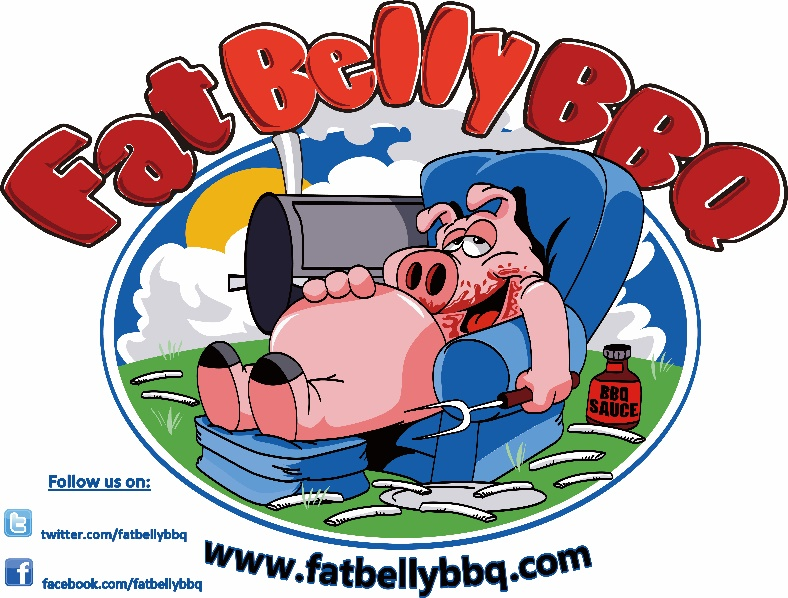 Fat Belly BBQ
BBQ
SAUCE
Follow us on:
twitter.com/fatbellybbq
facebook.com/fatbellybbq
www.fatbellybbq.com